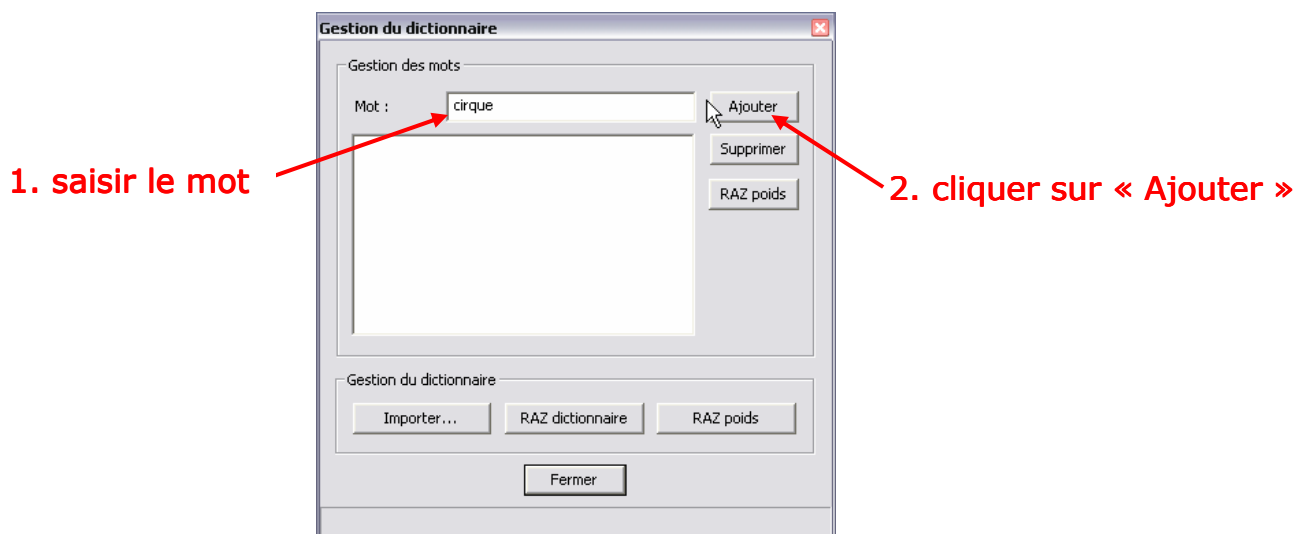 Gestion du dictionnaire
Gestion des mots
Mot :
cirque
Ajouter
Supprimer
RAZ poids
1. saisir le mot
2. cliquer sur « Ajouter »
Gestion du dictionnaire
Importer...
RAZ dictionnaire
RAZ poids
Fermer